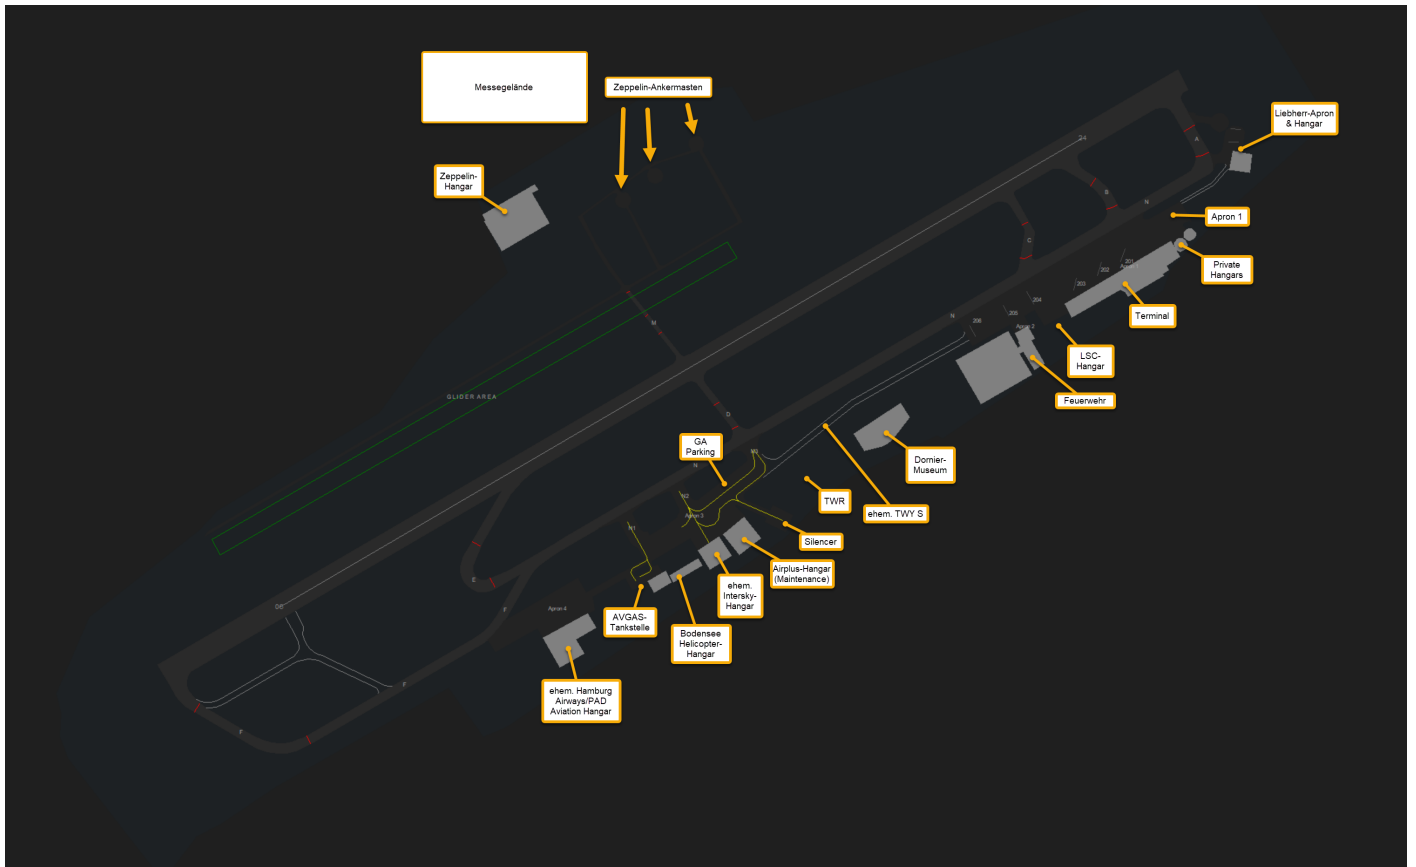 Messegelände
Zeppelin-Ankermasten
Liebherr-Apron
& Hangar
24
A
Zeppelin-
Hangar
B
N
Apron 1
C
201
202
203
204
205
206
Apron 2
Private
Hangars
Terminal
N
M
LSC-
Hangar
Feuerwehr
GLIDER AREA
D
GA
Parking
N
Dornier-
Museum
N2
TWR
ehem. TWY S
Apron 3
N1
Silencer
Airplus-Hangar
(Maintenance)
E
ehem.
Intersky-
Hangar
F
Apron 4
AVGAS-
Tankstelle
Bodensee
Helicopter-
Hangar
F
ehem. Hamburg
Airways/PAD
Aviation Hangar
F